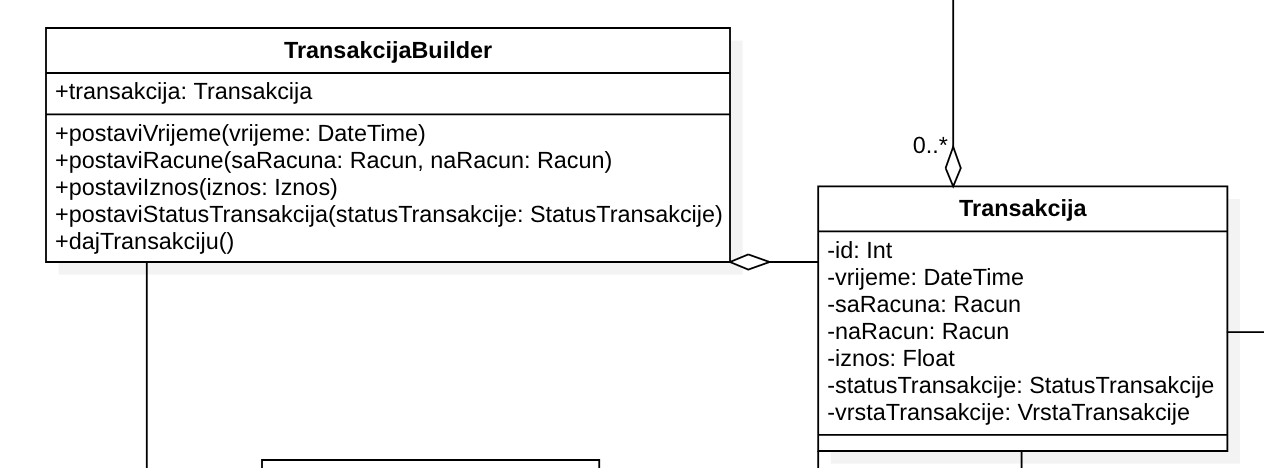 TransakcijaBuilder
+transakcija: Transakcija
+postaviVrijeme(vrijeme: DateTime)
+postaviRacune(saRacuna: Racun, naRacun: Racun)
+postaviIznos(iznos: Iznos)
+postaviStatusTransakcija(statusTransakcije: StatusTransakcije)
+dajTransakciju()
0..*
Transakcija
-id: Int
-vrijeme: DateTime
-saRacuna: Racun
-naRacun: Racun
-iznos: Float
-statusTransakcije: StatusTransakcije
-vrstaTransakcije: VrstaTransakcije